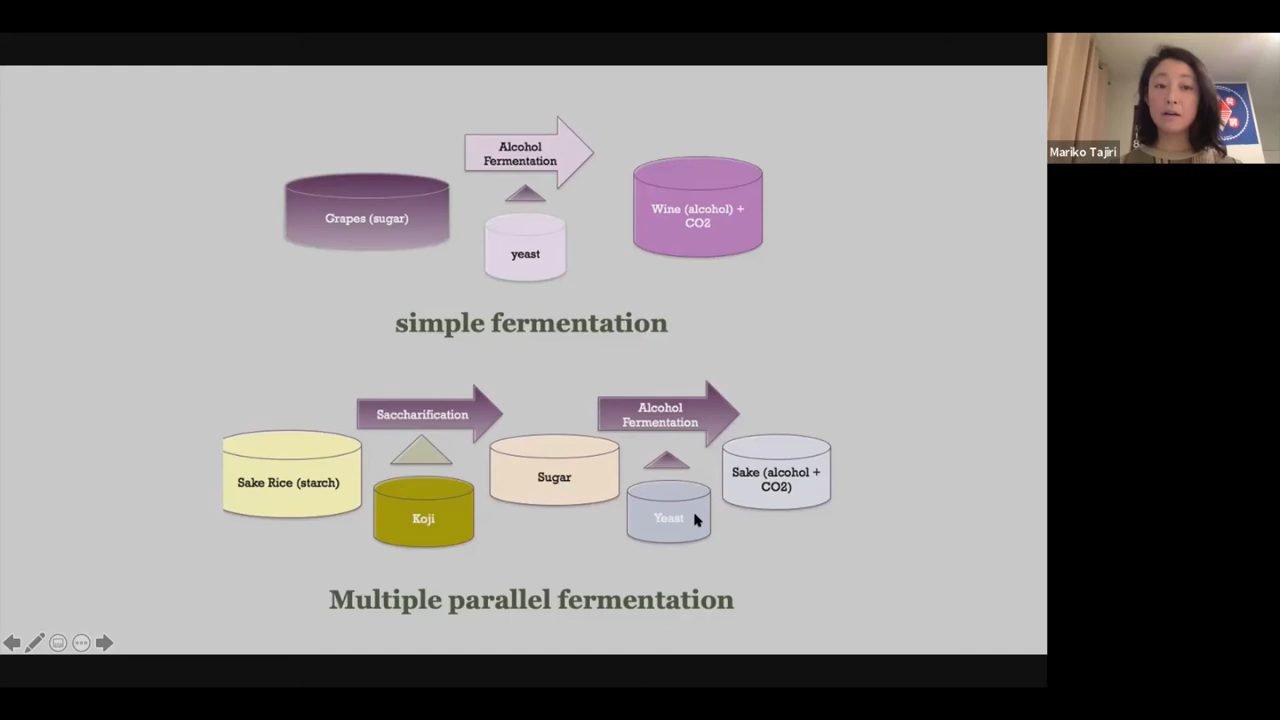 Alcohol
Fermentation
Grapes (sugar)
Wine (alcohol) +
CO2
yeast
simple fermentation
Saccharification
Alcohol
Fermentation
Sake Rice (starch)
Sugar
Sake (alcohol +
CO2)
Koji
Yeast
Multiple parallel fermentation
Mariko Tajiri